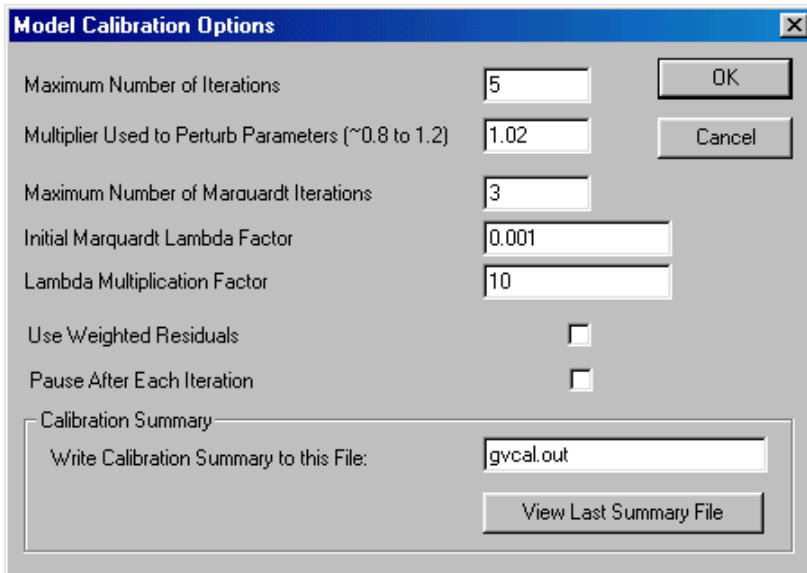 Model Calibration Options
Maximum Number of Iterations 5 OK
Multiplier Used to Perturb Parameters (~0.8 to 1.2) 1.02 Cancel
Maximum Number of Marquardt Iterations 3
Initial Marquardt Lambda Factor 0.001
Lambda Multiplication Factor 10
Use Weighted Residuals
Pause After Each Iteration
Calibration Summary
Write Calibration Summary to this File: gvcal.out
View Last Summary File